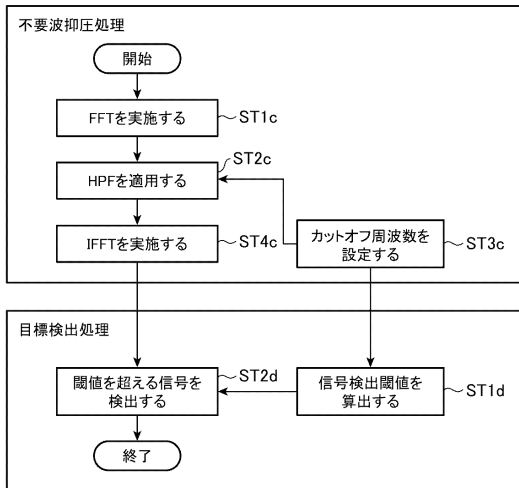 不要波抑圧処理
開始
FFTを実施する
ST1c
HPFを適用する
ST2c
IFFTを実施する
ST4c
カットオフ周波数を
設定する
ST3c
目標検出処理
閾値を超える信号を
検出する
ST2d
信号検出閾値を
算出する
ST1d
終了